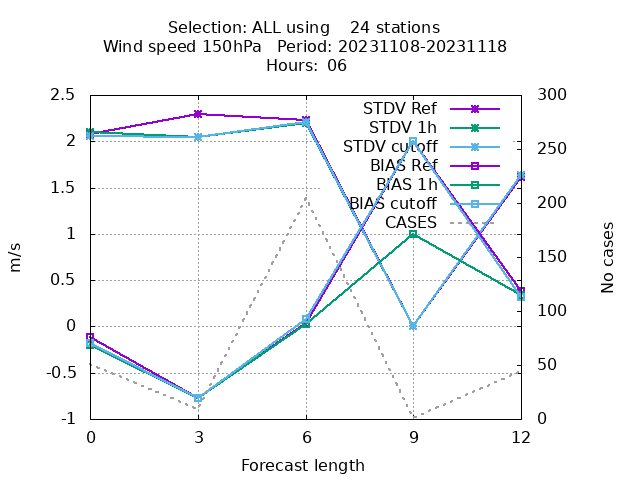 Selection: ALL using    24 stations
Wind speed 150hPa   Period: 20231108-20231118
Hours: 06
2.5
2
1.5
1
0.5
0
-0.5
-1
m/s
300
250
200
150
100
50
0
No cases
STDV Ref
STDV 1h
STDV cutoff
BIAS Ref
BIAS 1h
BIAS cutoff
CASES
0 3 6 9 12
Forecast length